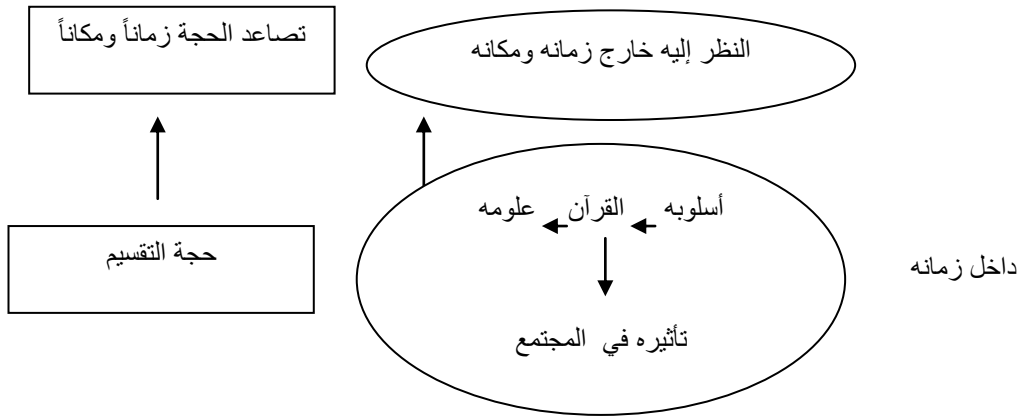 النظر إليه خارج زمانه ومكانه
تصاعد الحجة زماناً ومكاناً
أسلوبه القرآن علومه
داخل زمانه
حجة التقسيم
تأثيره في المجتمع